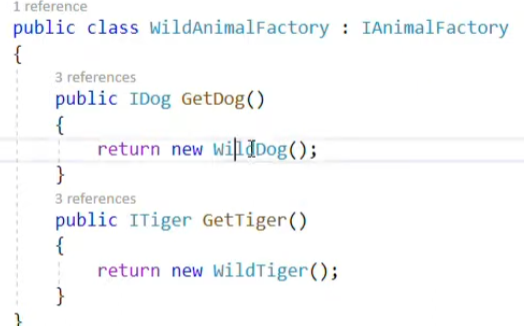 1 reference
public class WildAnimalFactory : IAnimalFactory
{
3 references
public IDog GetDog()
{
return new WildDog();
}
3 references
public ITiger GetTiger()
{
return new WildTiger();
}
}